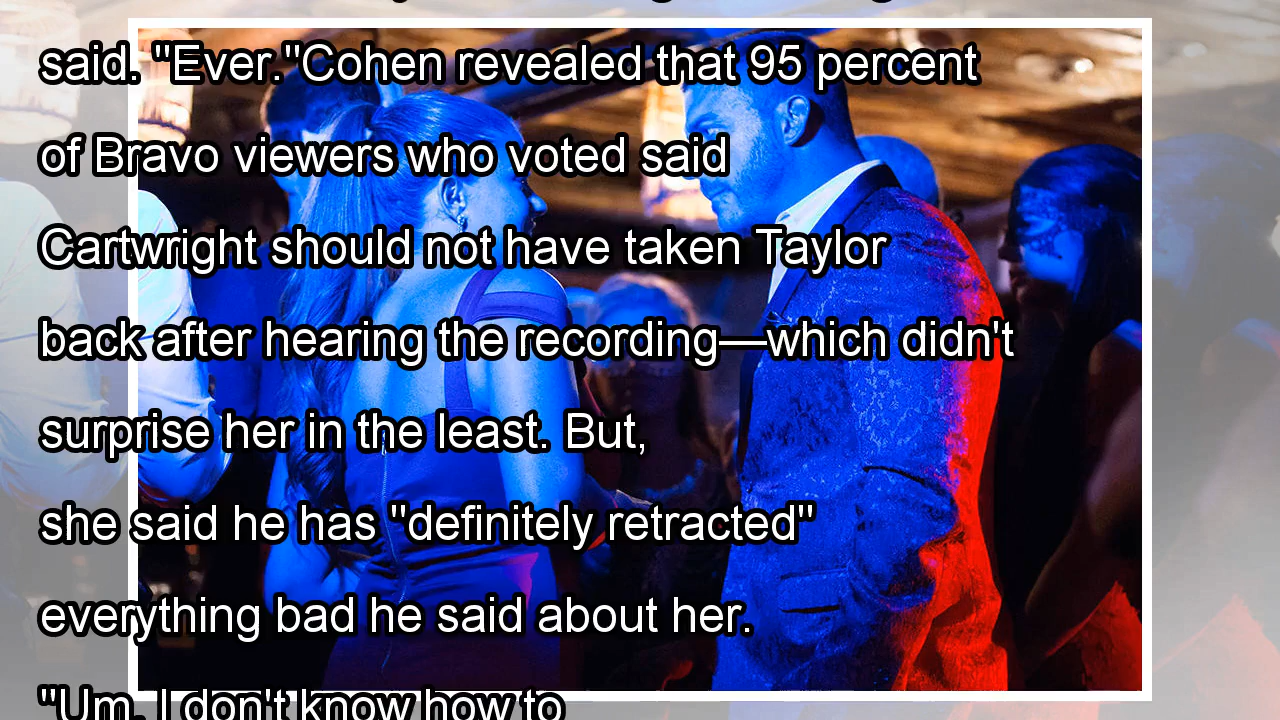 said. "Ever."Cohen revealed that 95 percent
of Bravo viewers who voted said
Cartwright should not have taken Taylor
back after hearing the recording—which didn't
surprise her in the least. But,
she said he has "definitely retracted"
everything bad he said about her.
"Um, I don't know how to